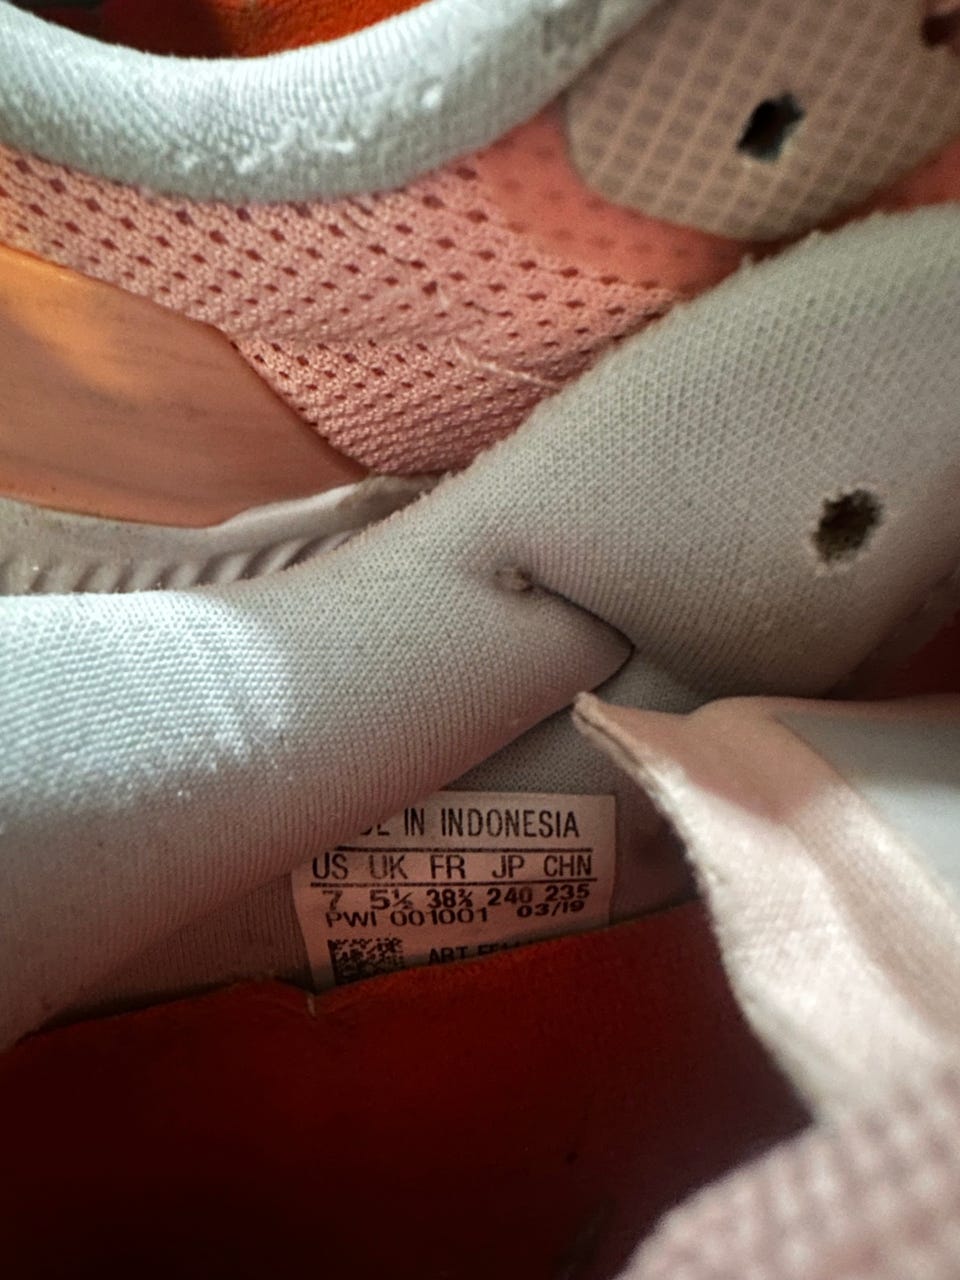 IN INDONESIA
US UK FR JP CHN
7 5½ 38⅔ 240 235
PWI 001001 03/19
ART